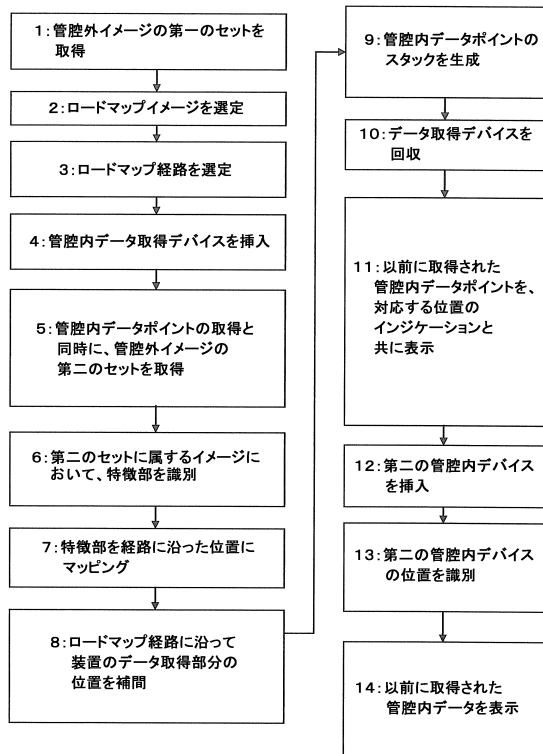 1:管腔外イメージの第一のセットを
取得
2:ロードマップイメージを選定
3:ロードマップ経路を選定
4:管腔内データ取得デバイスを挿入
5:管腔内データポイントの取得と
同時に、管腔外イメージの
第二のセットを取得
6:第二のセットに属するイメージに
おいて、特徴部を識別
7:特徴部を経路に沿った位置に
マッピング
8:ロードマップ経路に沿って
装置のデータ取得部分の
位置を補間
9:管腔内データポイントの
スタックを生成
10:データ取得デバイスを
回収
11:以前に取得された
管腔内データポイントを、
対応する位置の
インジケーションと
共に表示
12:第二の管腔内デバイス
を挿入
13:第二の管腔内デバイス
の位置を識別
14:以前に取得された
管腔内データを表示